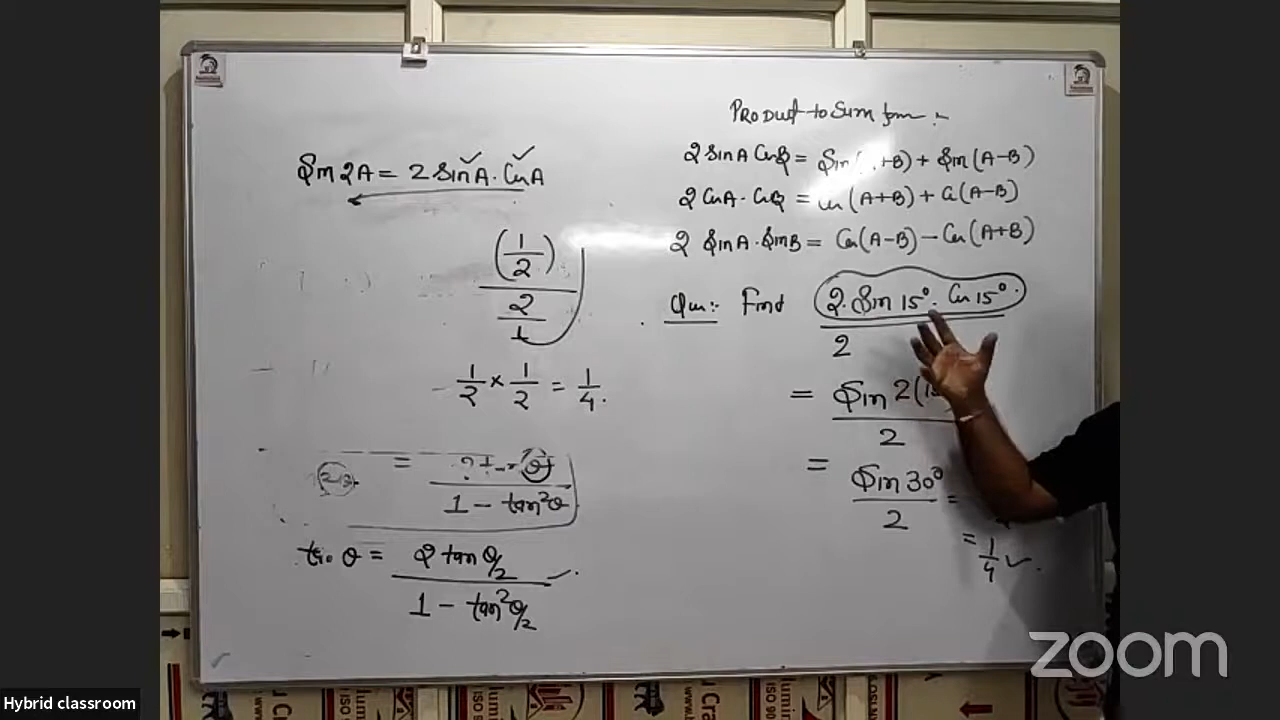 Sin 2A = 2 SinA. CosA
(1/2)
2/1
1/2 × 1/2 = 1/4.
=
1 - tan²θ
tan θ = 2 tan θ/2
1 - tan² θ/2
PRODUCT to SUM form :-
2 SinA CosB = Sin( +B) + Sin(A-B)
2 CosA. CosB = Cos(A+B) + Cos(A-B)
2 SinA. SinB = Cos(A-B) - Cos(A+B)
Qus:- Find 2. Sin 15°. Cos 15°.
2
= Sin 2(15
2
= Sin 30° =
2
= 1/4 ✓.
zoom
Hybrid classroom